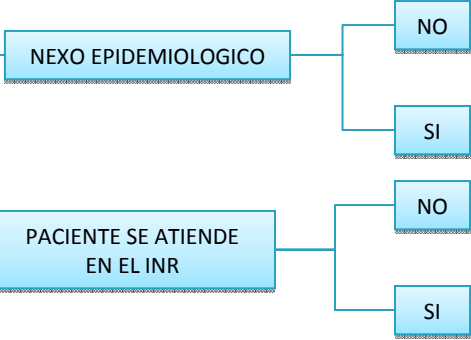 NO
NEXO EPIDEMIOLOGICO
SI
NO
PACIENTE SE ATIENDE
EN EL INR
SI